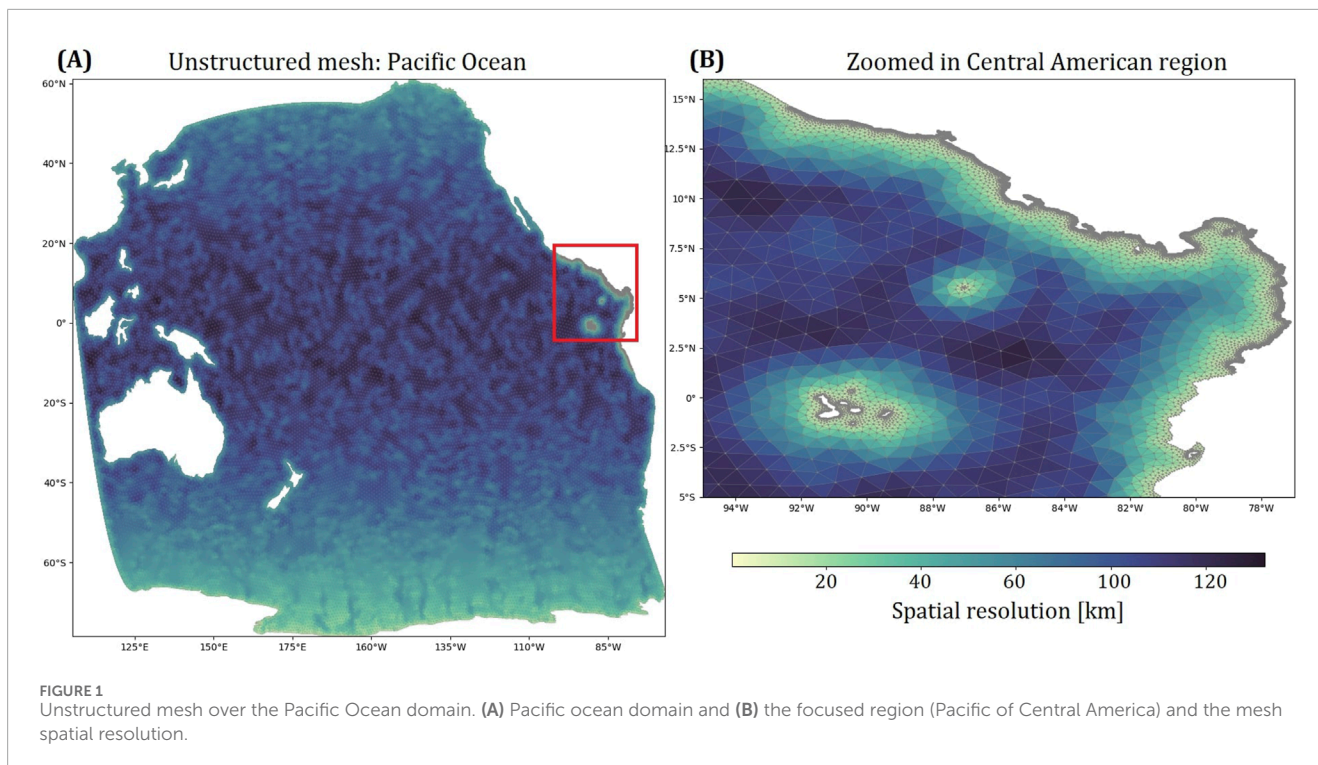 (A)
Unstructured mesh: Pacific Ocean
60°N
40°N
20°N
0°
20°S
40°S
60°S
125°E
150°E
175°E
160°W
135°W
110°W
85°W
(B)
Zoomed in Central American region
15°N
12.5°N
10°N
7.5°N
5°N
2.5°N
0°
2.5°S
5°S
94°W
92°W
90°W
88°W
86°W
84°W
82°W
80°W
78°W
20
40
60
80
100
120
Spatial resolution [km]
FIGURE 1
Unstructured mesh over the Pacific Ocean domain. (A) Pacific ocean domain and (B) the focused region (Pacific of Central America) and the mesh
spatial resolution.